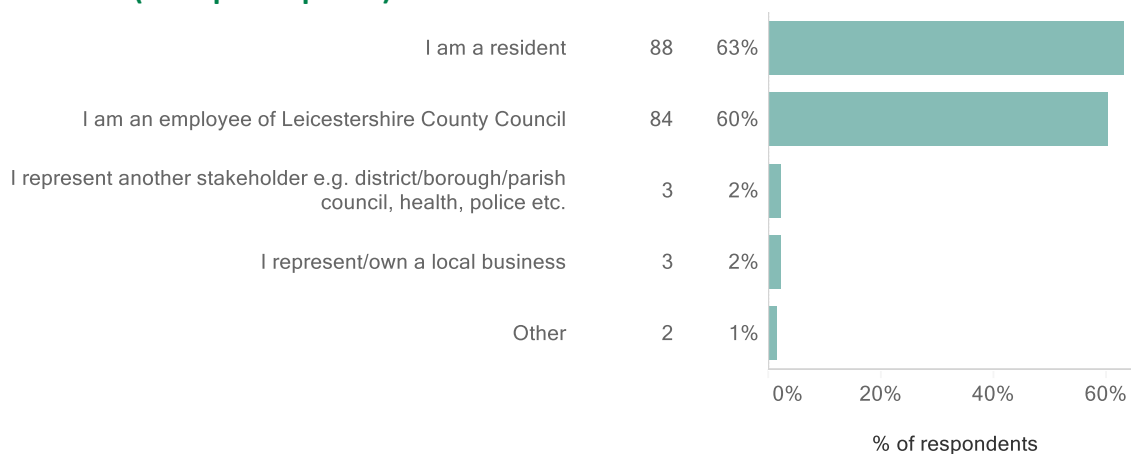 I am a resident 88 63%
I am an employee of Leicestershire County Council 84 60%
I represent another stakeholder e.g. district/borough/parish
council, health, police etc. 3 2%
I represent/own a local business 3 2%
Other 2 1%
0% 20% 40% 60%
% of respondents